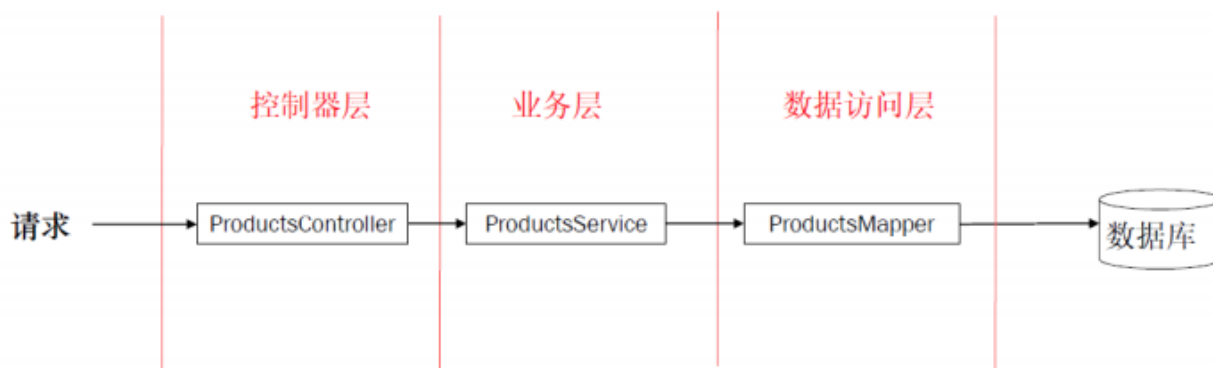 控制器层
业务层
数据访问层
请求
ProductsController
ProductsService
ProductsMapper
数据库